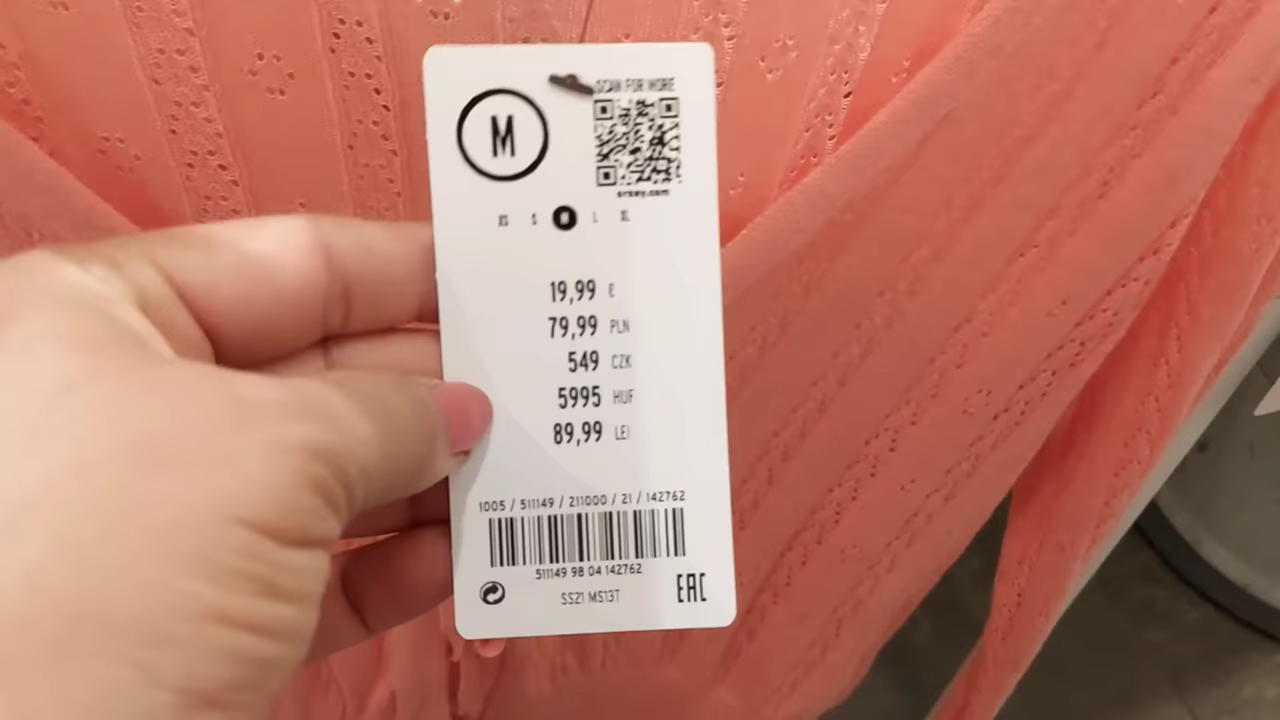 SCAN FOR MORE
M
orsay.com
XS S M L XL
19,99 €
79,99 PLN
549 CZK
5995 HUF
89,99 LEI
1005 / 511149 / 211000 / 21 / 142762
511149 98 04 142762
SS21 MS13T
EAC